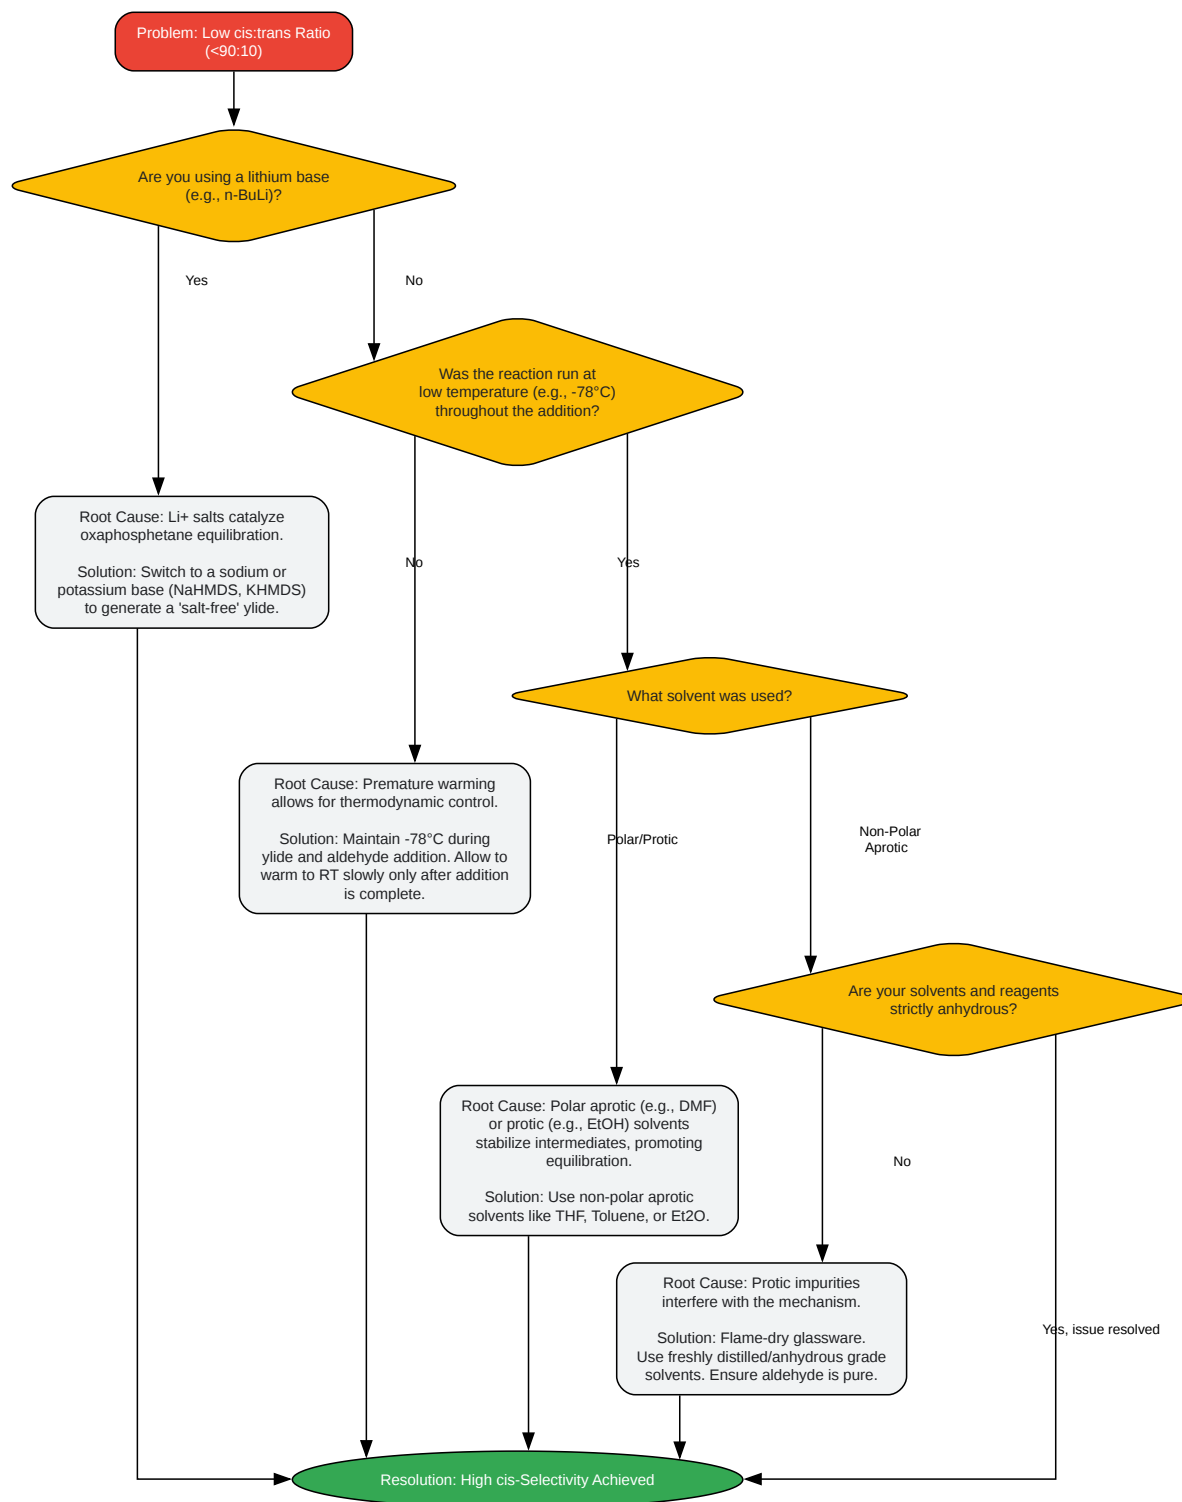 Problem: Low cis:trans Ratio
(<90:10)
Are you using a lithium base
(e.g., n-BuLi)?
Yes
No
Was the reaction run at
low temperature (e.g., -78°C)
throughout the addition?
Root Cause: Li+ salts catalyze
oxaphosphetane equilibration.
Solution: Switch to a sodium or
potassium base (NaHMDS, KHMDS)
to generate a 'salt-free' ylide.
No
Yes
What solvent was used?
Root Cause: Premature warming
allows for thermodynamic control.
Solution: Maintain -78°C during
ylide and aldehyde addition. Allow to
warm to RT slowly only after addition
is complete.
Polar/Protic
Non-Polar
Aprotic
Are your solvents and reagents
strictly anhydrous?
Root Cause: Polar aprotic (e.g., DMF)
or protic (e.g., EtOH) solvents
stabilize intermediates, promoting
equilibration.
Solution: Use non-polar aprotic
solvents like THF, Toluene, or Et2O.
No
Root Cause: Protic impurities
interfere with the mechanism.
Solution: Flame-dry glassware.
Use freshly distilled/anhydrous grade
solvents. Ensure aldehyde is pure.
Yes, issue resolved
Resolution: High cis-Selectivity Achieved